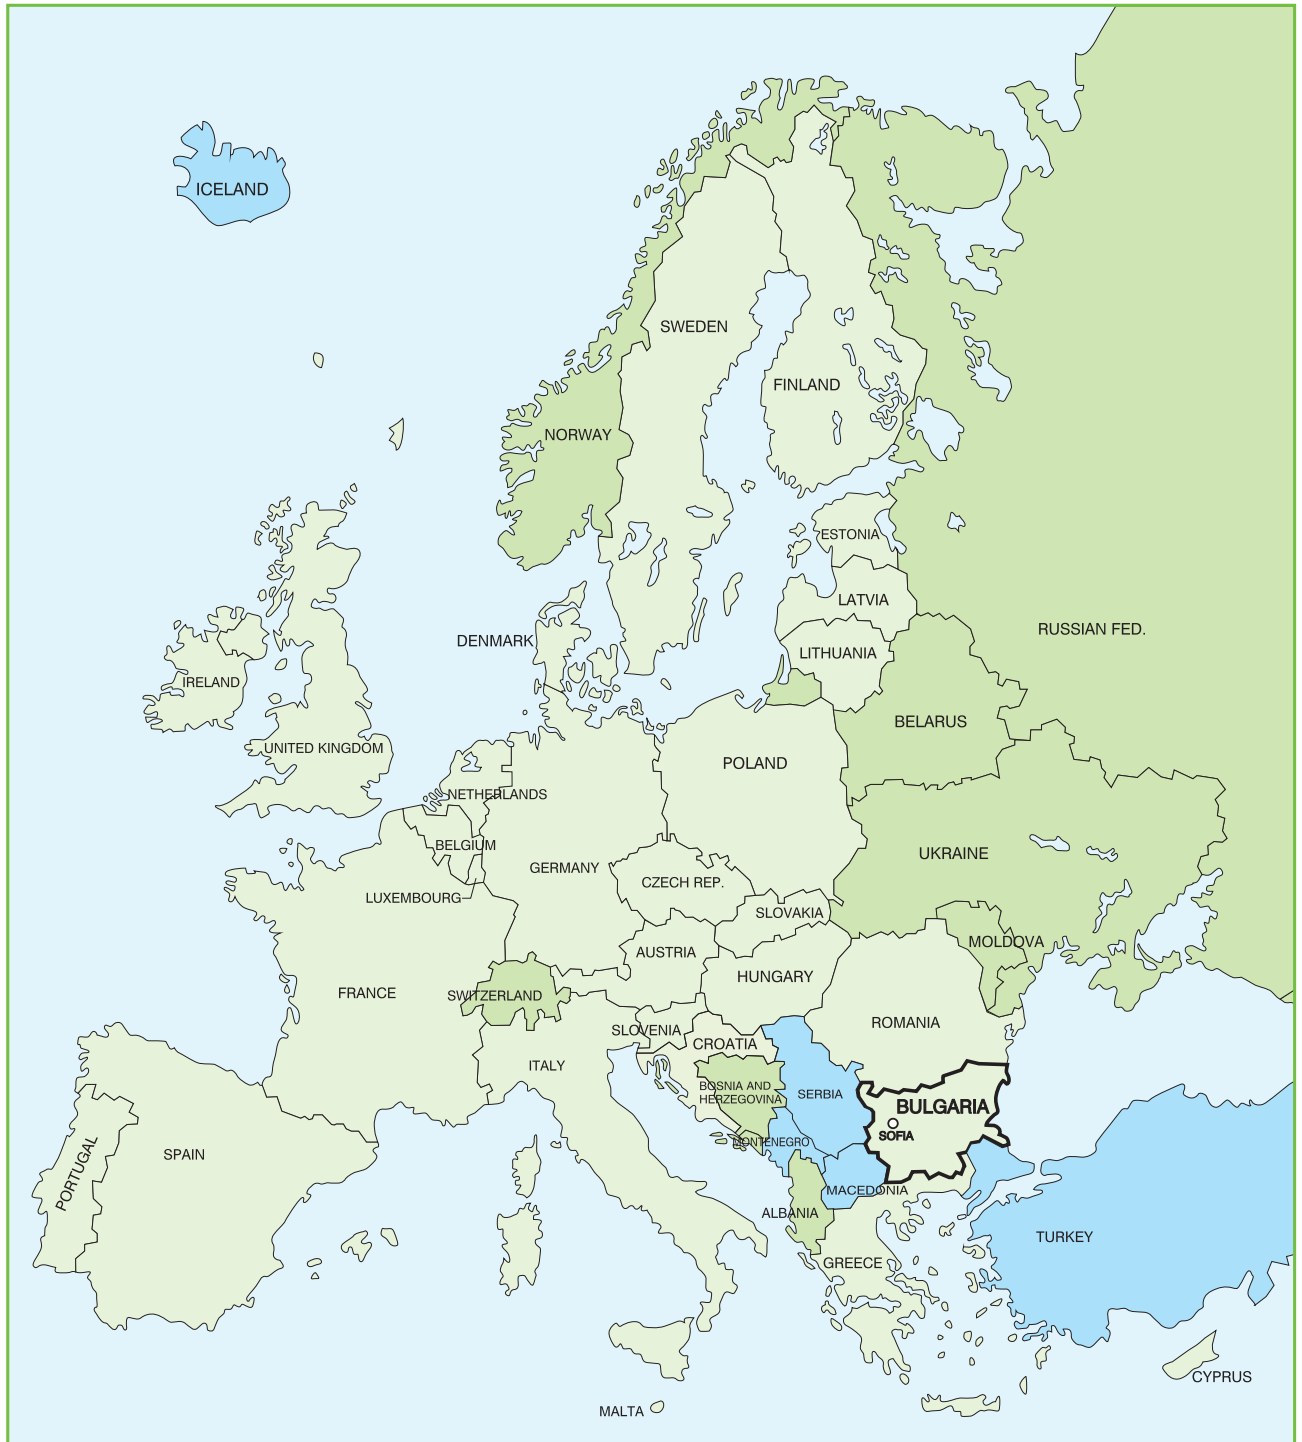 ICELAND
SWEDEN
FINLAND
NORWAY
ESTONIA
LATVIA
RUSSIAN FED.
DENMARK
LITHUANIA
IRELAND
BELARUS
UNITED KINGDOM
POLAND
NETHERLANDS
BELGIUM
UKRAINE
GERMANY
CZECH REP.
LUXEMBOURG
SLOVAKIA
MOLDOVA
AUSTRIA
HUNGARY
FRANCE
SWITZERLAND
ROMANIA
SLOVENIA
CROATIA
ITALY
BOSNIA AND
HERZEGOVINA
SERBIA
BULGARIA
SOFIA
MONTENEGRO
SPAIN
PORTUGAL
MACEDONIA
ALBANIA
TURKEY
GREECE
CYPRUS
MALTA